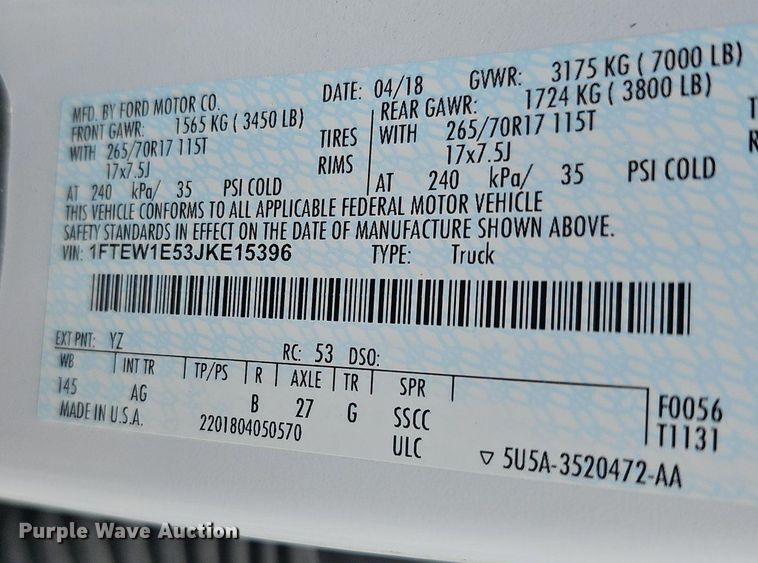 MFD. BY FORD MOTOR CO. DATE: 04/18 GVWR: 3175 KG ( 7000 LB)
FRONT GAWR: 1565 KG ( 3450 LB) REAR GAWR: 1724 KG ( 3800 LB)
WITH 265/70R17 115T TIRES WITH 265/70R17 115T
17x7.5J RIMS 17x7.5J
AT 240 kPa/ 35 PSI COLD AT 240 kPa/ 35 PSI COLD
THIS VEHICLE CONFORMS TO ALL APPLICABLE FEDERAL MOTOR VEHICLE
SAFETY STANDARDS IN EFFECT ON THE DATE OF MANUFACTURE SHOWN ABOVE.
VIN: 1FTEW1E53JKE15396 TYPE: Truck
EXT PNT: YZ RC: 53 DSO:
WB INT TR TP/PS R AXLE TR SPR
145 AG B 27 G SSCC F0056
MADE IN U.S.A. 2201804050570 ULC T1131
5U5A-3520472-AA
Purple Wave Auction